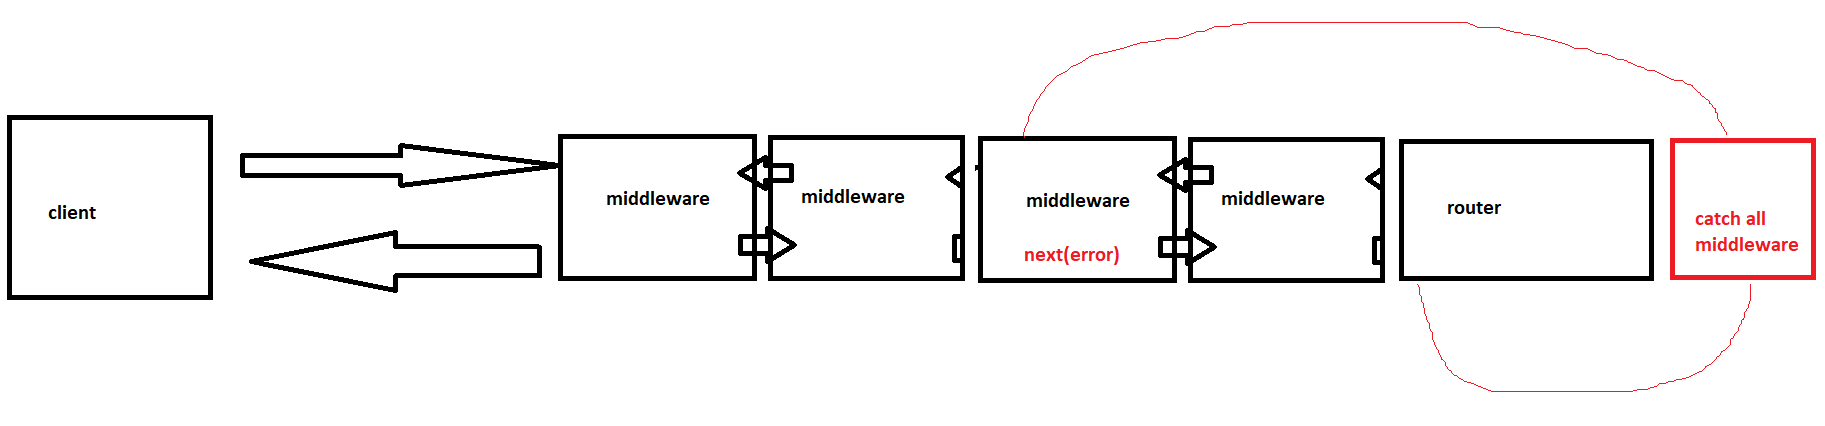 client
middleware
middleware
middleware
next(error)
middleware
router
catch all
middleware